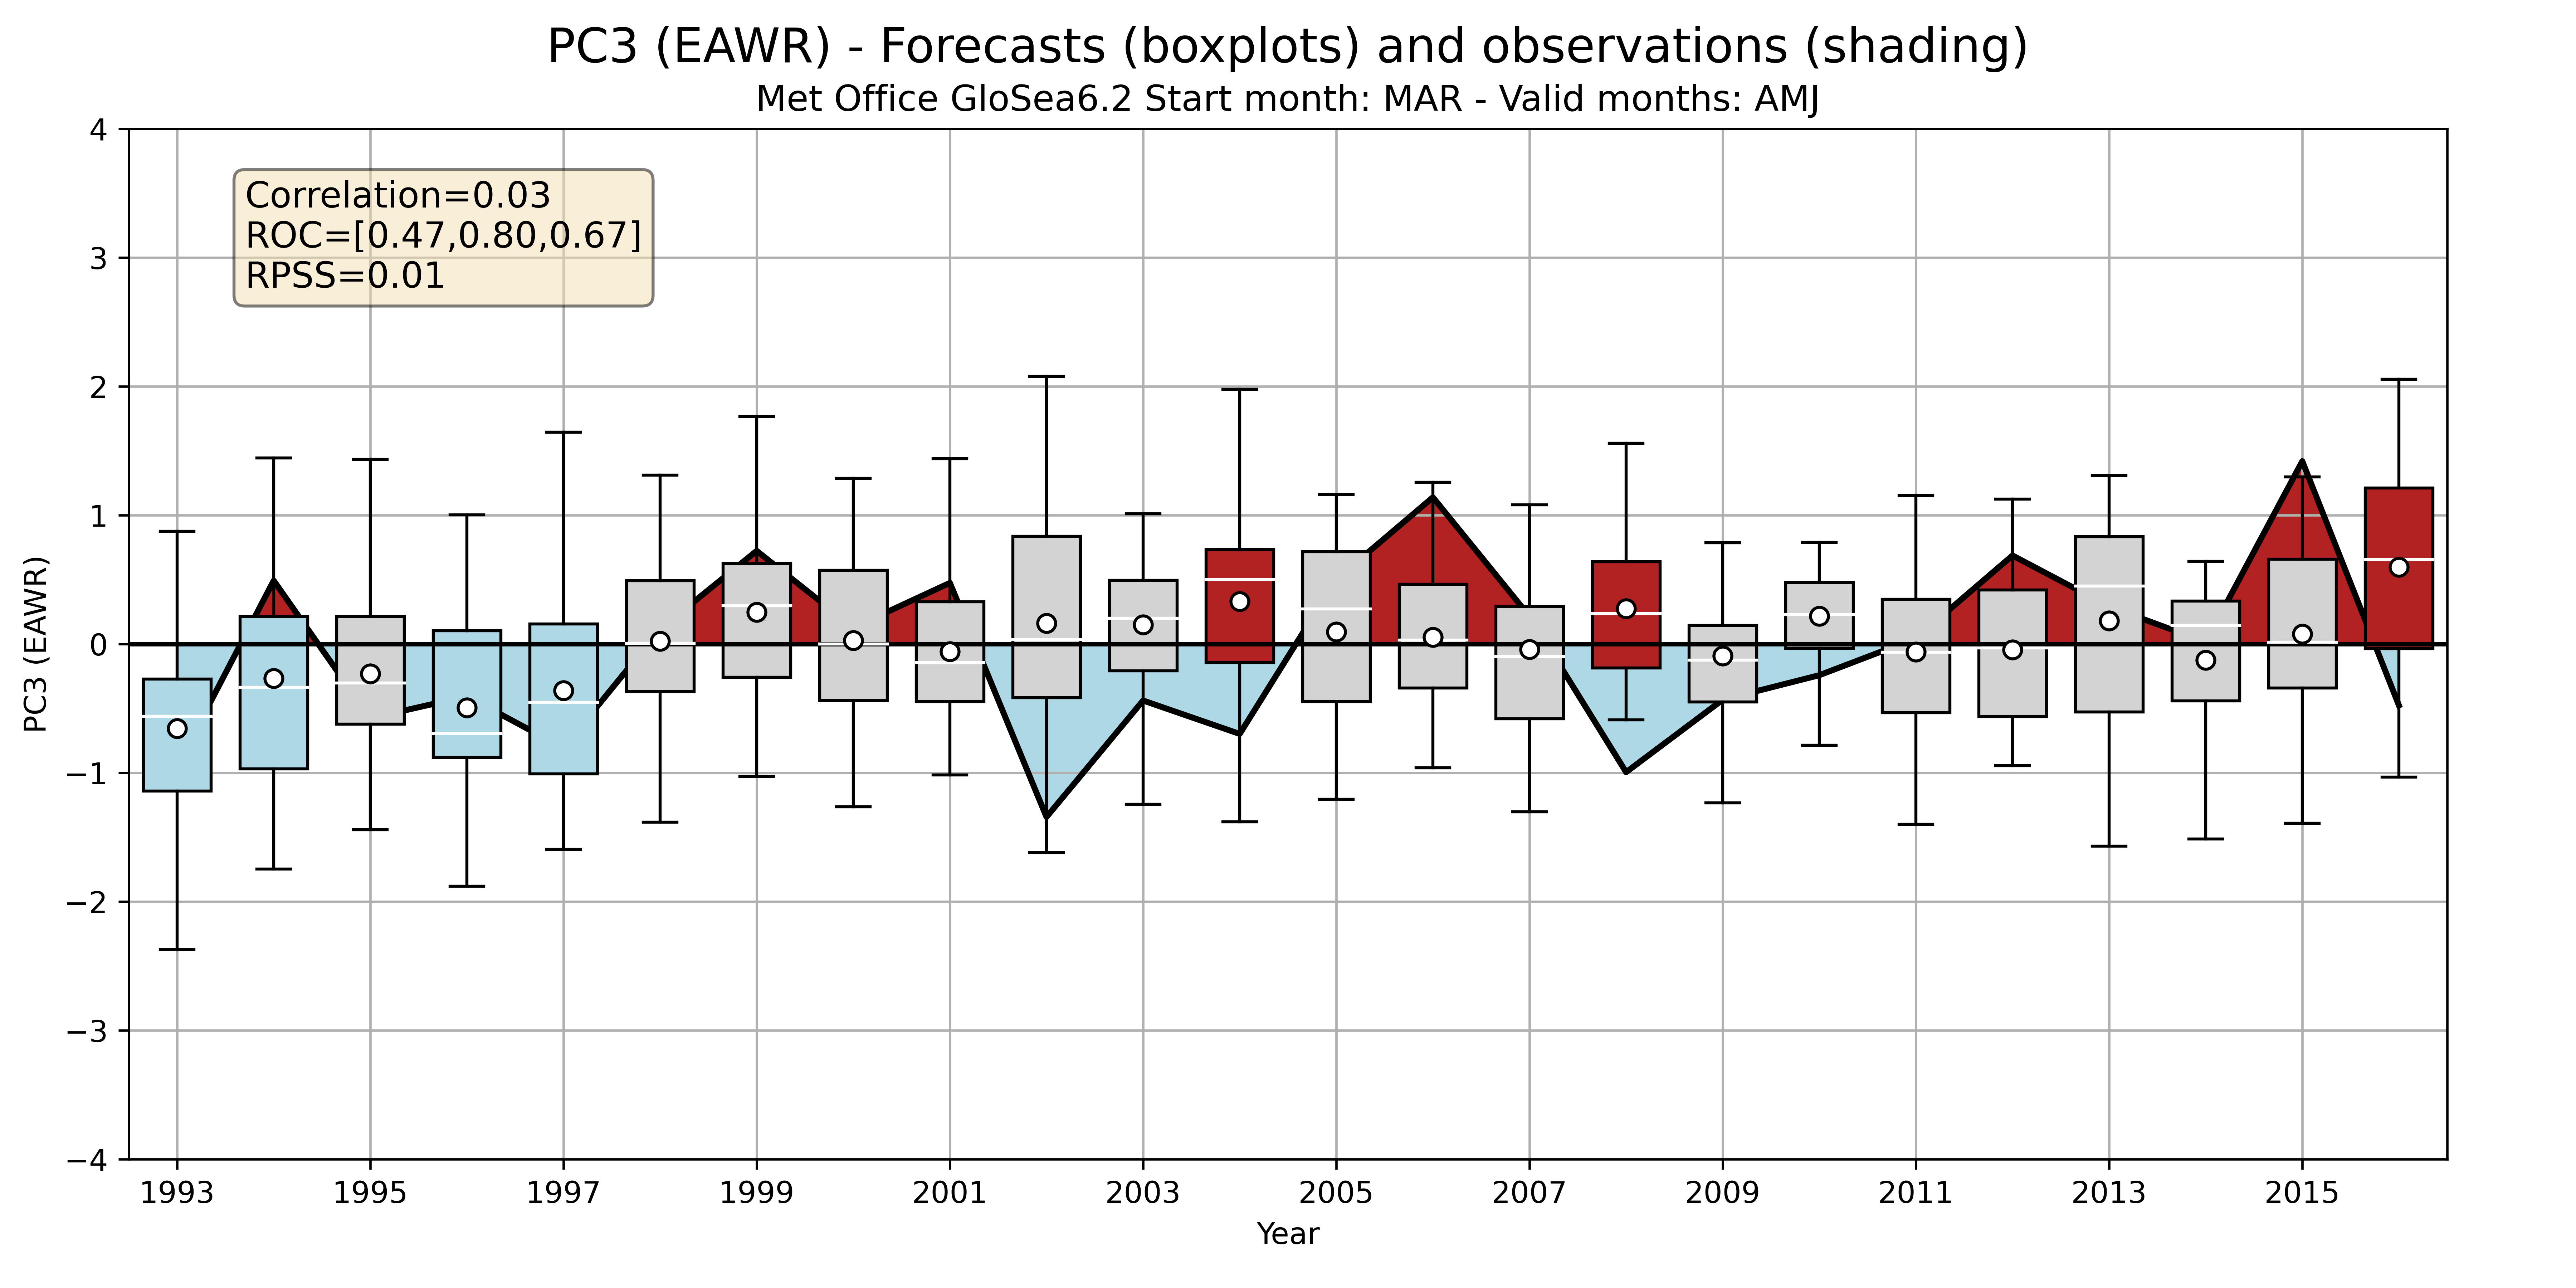 PC3 (EAWR) - Forecasts (boxplots) and observations (shading)
Met Office GloSea6.2 Start month: MAR - Valid months: AMJ
Correlation=0.03
ROC=[0.47,0.80,0.67]
RPSS=0.01
PC3 (EAWR)
4
3
2
1
0
−1
−2
−3
−4
1993 1995 1997 1999 2001 2003 2005 2007 2009 2011 2013 2015
Year